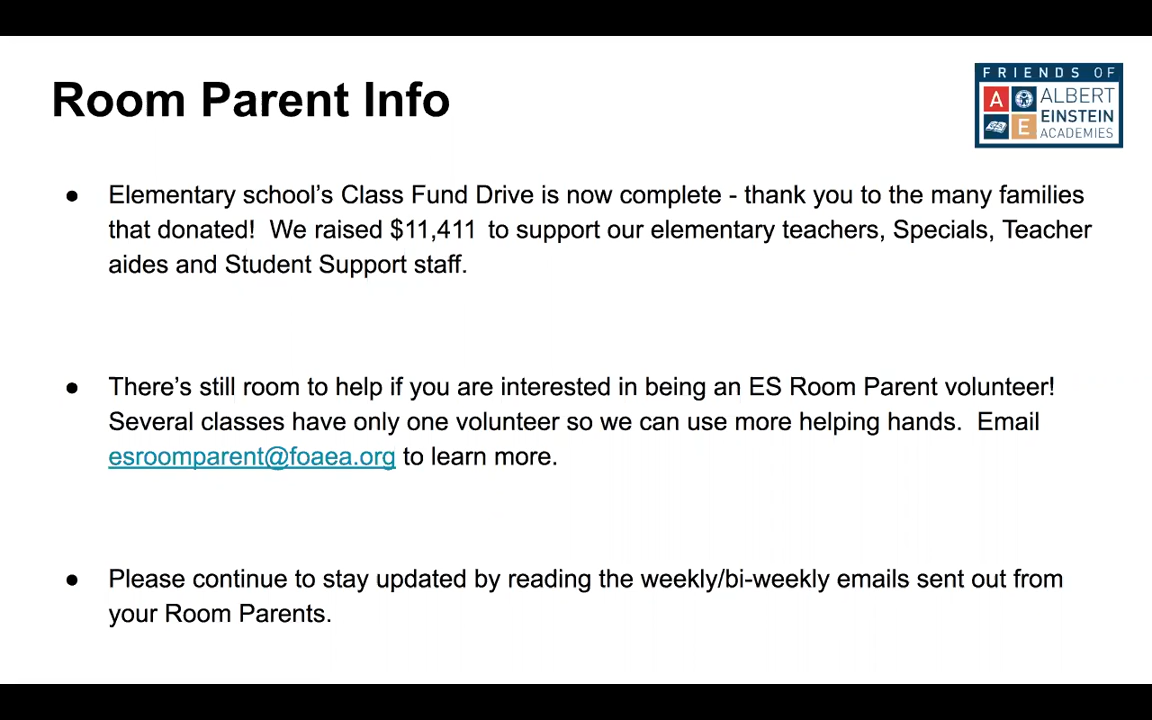 Room Parent Info
FRIENDS OF
A ALBERT
EINSTEIN
E ACADEMIES
● Elementary school’s Class Fund Drive is now complete - thank you to the many families
that donated!  We raised $11,411 to support our elementary teachers, Specials, Teacher
aides and Student Support staff.
● There’s still room to help if you are interested in being an ES Room Parent volunteer!
Several classes have only one volunteer so we can use more helping hands.  Email
esroomparent@foaea.org to learn more.
● Please continue to stay updated by reading the weekly/bi-weekly emails sent out from
your Room Parents.